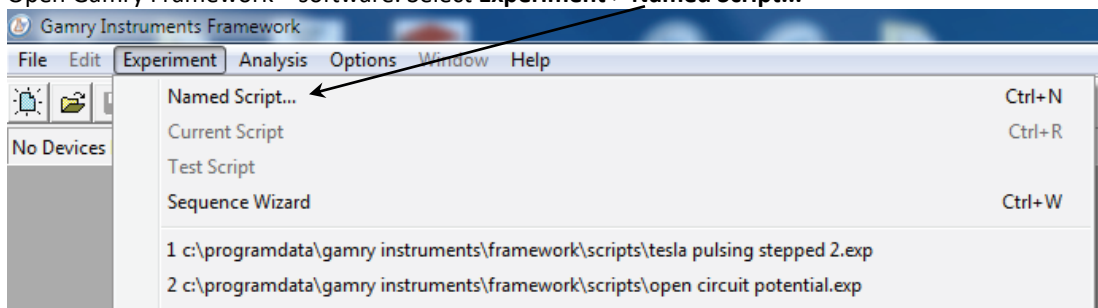 Open Gamry Framework software. Select Experiment > Named Script...
Gamry Instruments Framework
File Edit Experiment Analysis Options Window Help
Named Script... Ctrl+N
Current Script Ctrl+R
No Devices
Test Script
Sequence Wizard Ctrl+W
1 c:\programdata\gamry instruments\framework\scripts\tesla pulsing stepped 2.exp
2 c:\programdata\gamry instruments\framework\scripts\open circuit potential.exp